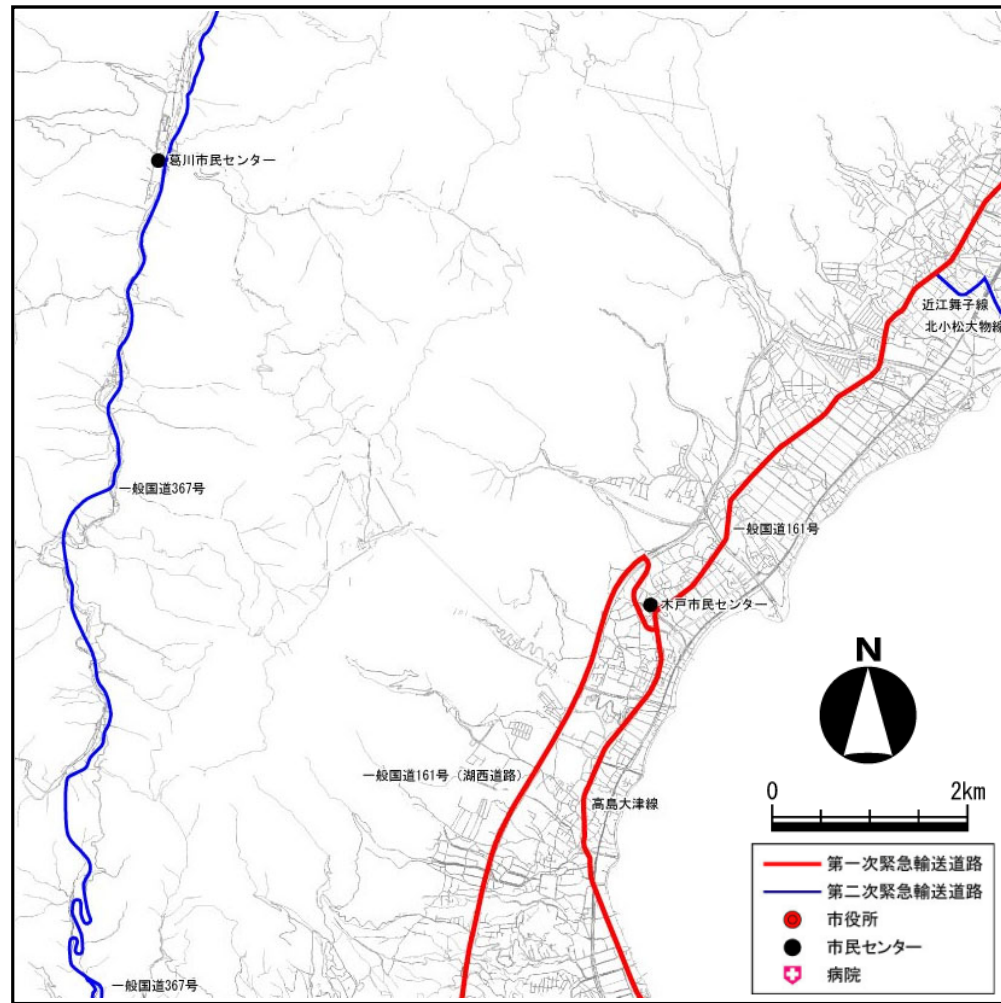 葛川市民センター
近江舞子線
北小松大物線
一般国道367号
一般国道161号
木戸市民センター
一般国道161号（湖西道路）
高島大津線
一般国道367号
N
0 2km
第一次緊急輸送道路
第二次緊急輸送道路
市役所
市民センター
病院